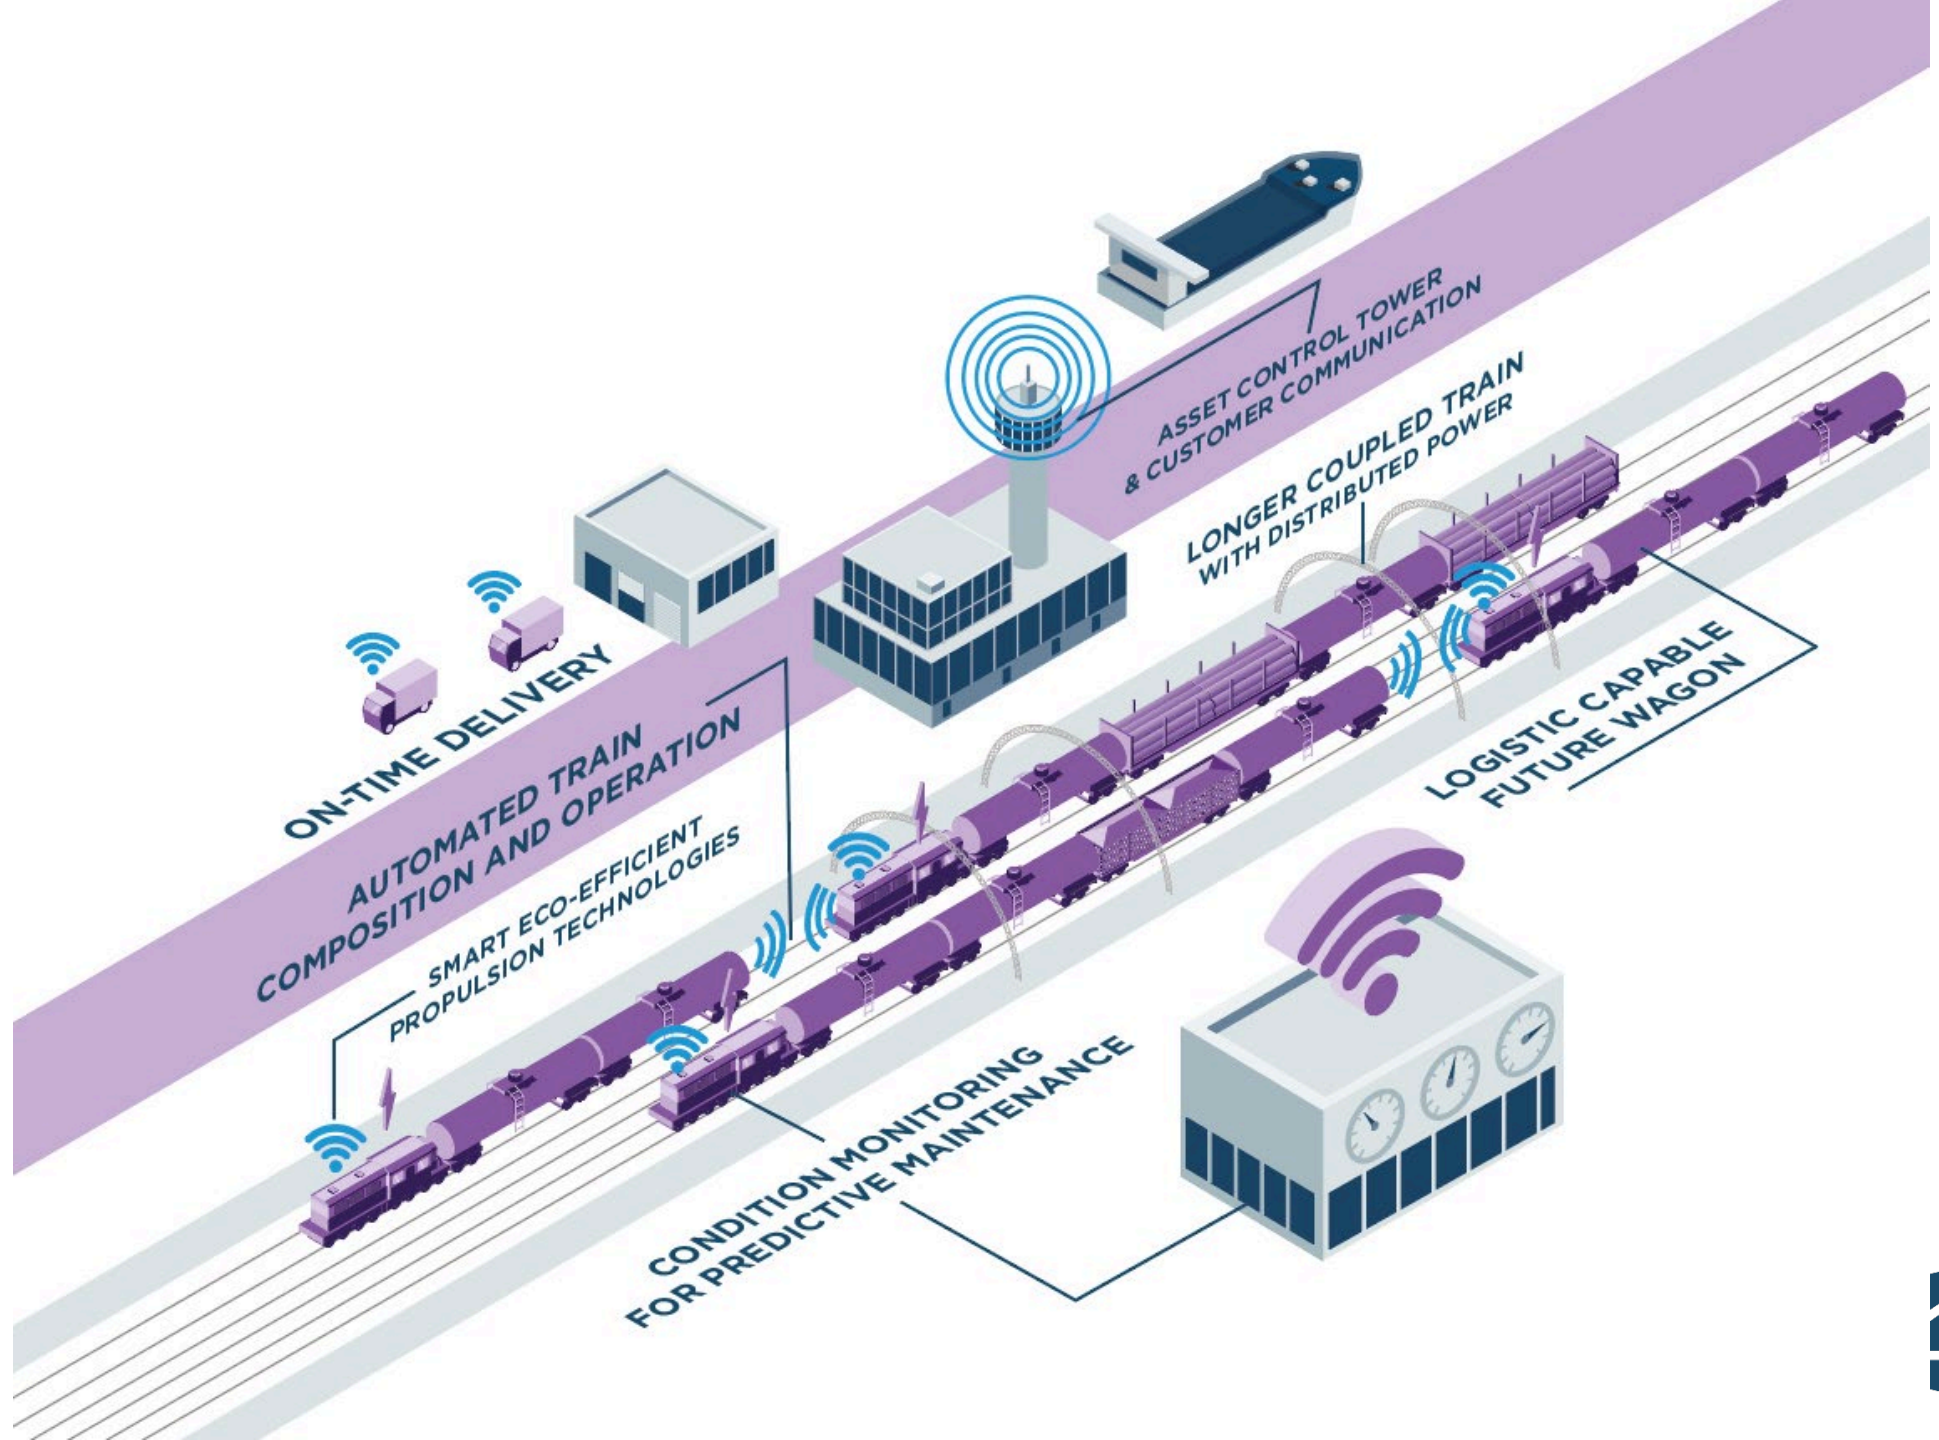 ASSET CONTROL TOWER
& CUSTOMER COMMUNICATION
LONGER COUPLED TRAIN
WITH DISTRIBUTED POWER
ON-TIME DELIVERY
AUTOMATED TRAIN
COMPOSITION AND OPERATION
SMART ECO-EFFICIENT
PROPULSION TECHNOLOGIES
LOGISTIC CAPABLE
FUTURE WAGON
CONDITION MONITORING
FOR PREDICTIVE MAINTENANCE